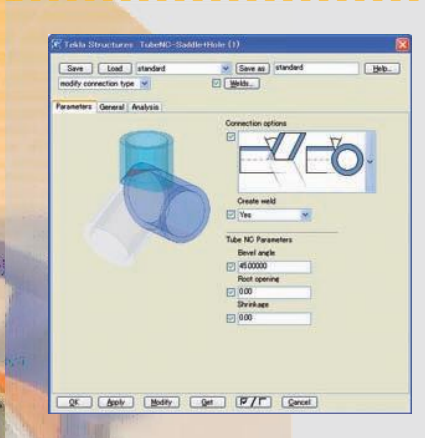 Tekla Structures TubeNC-Saddle+Hole (1)
Save Load standard Save as standard Help...
modify connection type Welds...
Parameters General Analysis
Connection options
Create weld
Yes
Tube NC Parameters
Bevel angle
45.00000
Root opening
0.00
Shrinkage
0.00
OK Apply Modify Get Cancel